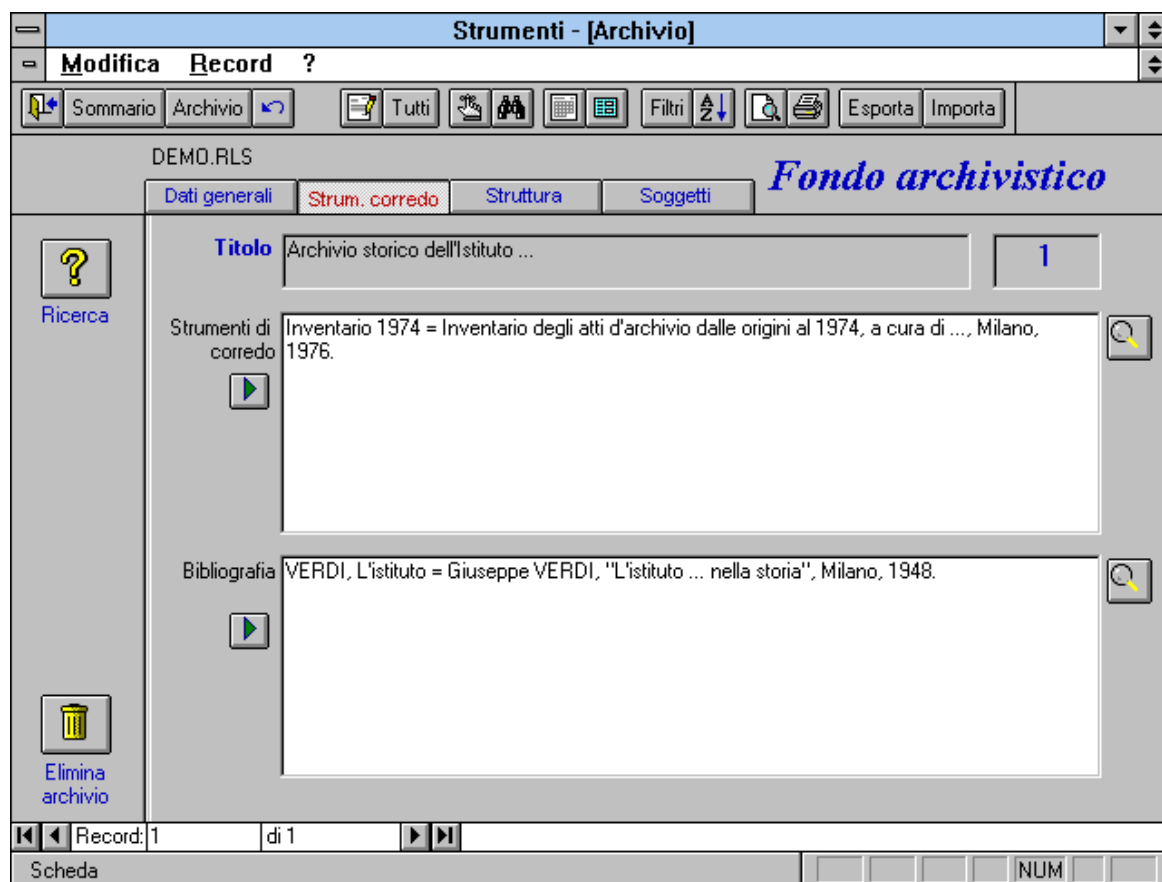 Strumenti - [Archivio]
Modifica Record ?
Sommario Archivio Tutti Filtri A Z Esporta Importa
DEMO.RLS
Fondo archivistico
Dati generali Strum. corredo Struttura Soggetti
Ricerca
Titolo Archivio storico dell'Istituto ... 1
Strumenti di corredo
Inventario 1974 = Inventario degli atti d'archivio dalle origini al 1974, a cura di ..., Milano,
1976.
Bibliografia VERDI, L'istituto = Giuseppe VERDI, "L'istituto ... nella storia", Milano, 1948.
Elimina
archivio
Record: 1 di 1
Scheda NUM